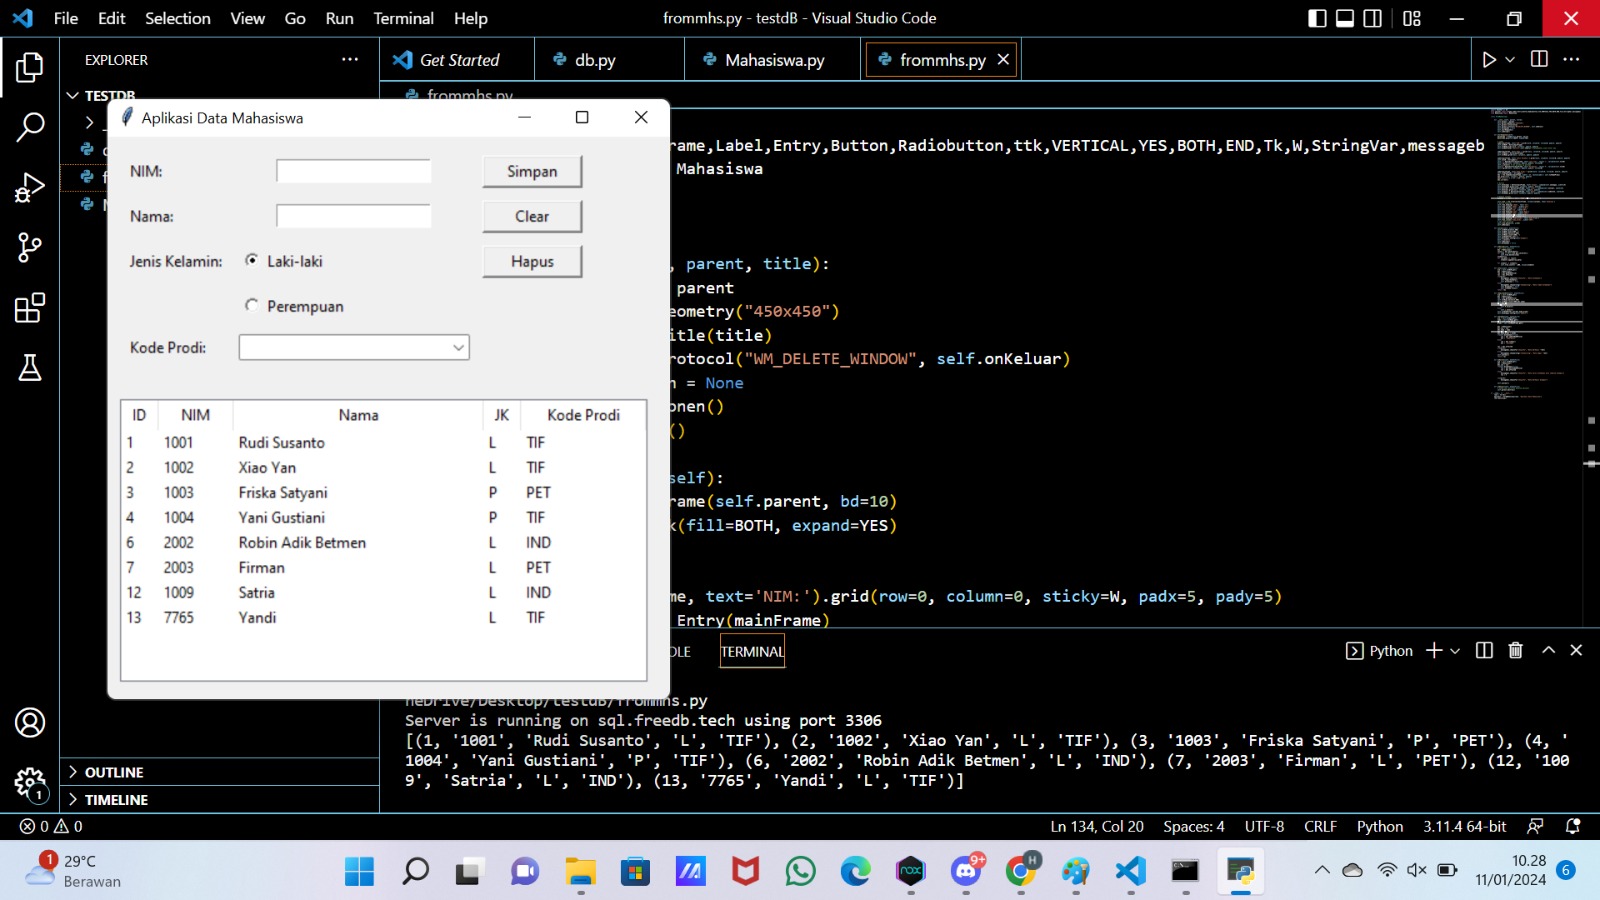 File Edit Selection View Go Run Terminal Help
frommhs.py - testdB - Visual Studio Code
EXPLORER
TESTDB
Get Started
db.py
Mahasiswa.py
frommhs.py
frommhs.py
Aplikasi Data Mahasiswa
NIM:
Simpan
Nama:
Clear
Jenis Kelamin: Laki-laki
Hapus
Perempuan
Kode Prodi:
ID NIM Nama JK Kode Prodi
1 1001 Rudi Susanto L TIF
2 1002 Xiao Yan L TIF
3 1003 Friska Satyani P PET
4 1004 Yani Gustiani P TIF
6 2002 Robin Adik Betmen L IND
7 2003 Firman L PET
12 1009 Satria L IND
13 7765 Yandi L TIF
,Label,Entry,Button,Radiobutton,ttk,VERTICAL,YES,BOTH,END,Tk,W,StringVar,messageb
Mahasiswa
, parent, title):
parent
eometry("450x450")
itle(title)
rotocol("WM_DELETE_WINDOW", self.onKeluar)
= None
onen()
()
self):
rame(self.parent, bd=10)
(fill=BOTH, expand=YES)
me, text='NIM:').grid(row=0, column=0, sticky=W, padx=5, pady=5)
Entry(mainFrame)
OLE
TERMINAL
Python
neDrive/Desktop/testdB/frommhs.py
Server is running on sql.freedb.tech using port 3306
[(1, '1001', 'Rudi Susanto', 'L', 'TIF'), (2, '1002', 'Xiao Yan', 'L', 'TIF'), (3, '1003', 'Friska Satyani', 'P', 'PET'), (4, '
1004', 'Yani Gustiani', 'P', 'TIF'), (6, '2002', 'Robin Adik Betmen', 'L', 'IND'), (7, '2003', 'Firman', 'L', 'PET'), (12, '100
9', 'Satria', 'L', 'IND'), (13, '7765', 'Yandi', 'L', 'TIF')]
OUTLINE
TIMELINE
1
0 0
Ln 134, Col 20 Spaces: 4 UTF-8 CRLF Python 3.11.4 64-bit
1
29°C
Berawan
nox
9+
H
10.28
11/01/2024
6